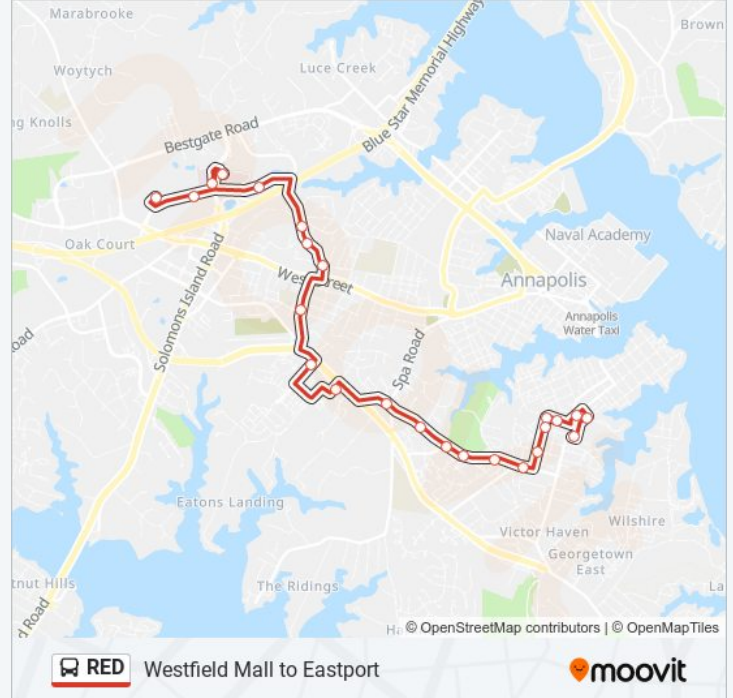 Marabrooke
Brown
Woytych
Luce Creek
Blue Star Memorial Highway
g Knolls
Bestgate Road
Oak Court
Naval Academy
West Street
Annapolis
Solomons Island Road
Annapolis
Water Taxi
oad
Spa Road
Eatons Landing
Wilshire
Victor Haven
Georgetown
East
tnut Hills
The Ridings
La
d Road
Ha
© OpenStreetMap contributors | © OpenMapTiles
RED
Westfield Mall to Eastport
moovit